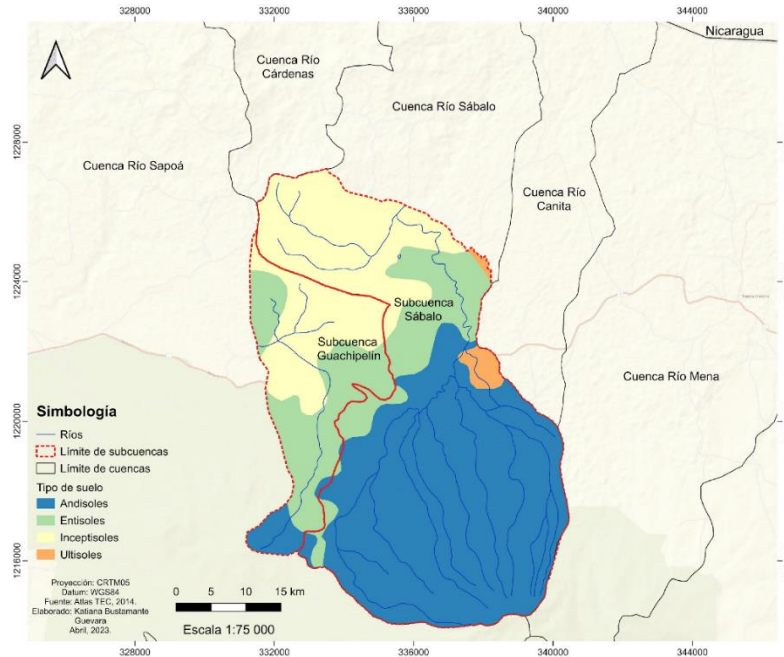 328000
332000
336000
340000
344000
Nicaragua
Cuenca Río
Cárdenas
Cuenca Río Sábalo
Cuenca Río Sapoá
Cuenca Río
Canita
Subcuenca
Sábalo
Subcuenca
Guachipelín
Cuenca Río Mena
1228000
1224000
1220000
1216000
Simbología
Ríos
Límite de subcuencas
Límite de cuencas
Tipo de suelo
Andisoles
Entisoles
Inceptisoles
Ultisoles
Proyección: CRTM05
Datum: WGS84
Fuente: Atlas TEC, 2014.
Elaborado: Katiana Bustamante
Guevara
Abril, 2023.
0 5 10 15 km
Escala 1:75 000
328000
332000
336000
340000
344000